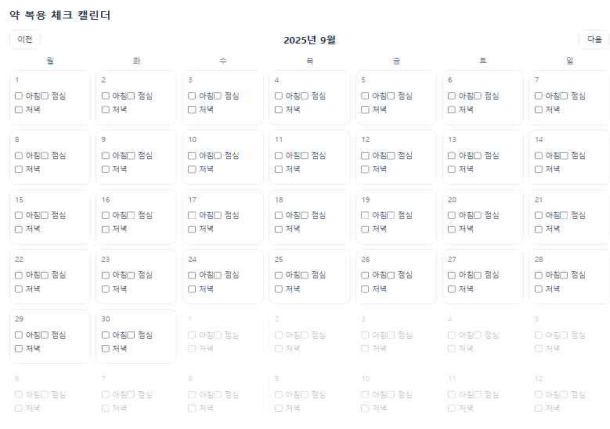 약 복용 체크 캘린더
이전 2025년 9월 다음
월 화 수 목 금 토 일
1 2 3 4 5 6 7
아침 점심 아침 점심 아침 점심 아침 점심 아침 점심 아침 점심 아침 점심
저녁 저녁 저녁 저녁 저녁 저녁 저녁
8 9 10 11 12 13 14
아침 점심 아침 점심 아침 점심 아침 점심 아침 점심 아침 점심 아침 점심
저녁 저녁 저녁 저녁 저녁 저녁 저녁
15 16 17 18 19 20 21
아침 점심 아침 점심 아침 점심 아침 점심 아침 점심 아침 점심 아침 점심
저녁 저녁 저녁 저녁 저녁 저녁 저녁
22 23 24 25 26 27 28
아침 점심 아침 점심 아침 점심 아침 점심 아침 점심 아침 점심 아침 점심
저녁 저녁 저녁 저녁 저녁 저녁 저녁
29 30 1 2 3 4 5
아침 점심 아침 점심 아침 점심 아침 점심 아침 점심 아침 점심 아침 점심
저녁 저녁 저녁 저녁 저녁 저녁 저녁
6 7 8 9 10 11 12
아침 점심 아침 점심 아침 점심 아침 점심 아침 점심 아침 점심 아침 점심
저녁 저녁 저녁 저녁 저녁 저녁 저녁